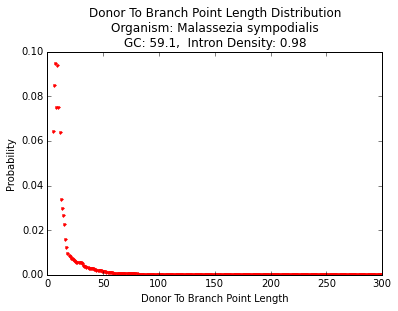 Donor To Branch Point Length Distribution
Organism: Malassezia sympodialis
GC: 59.1,  Intron Density: 0.98
0.10
0.08
0.06
0.04
0.02
0.00
Probability
0 50 100 150 200 250 300
Donor To Branch Point Length